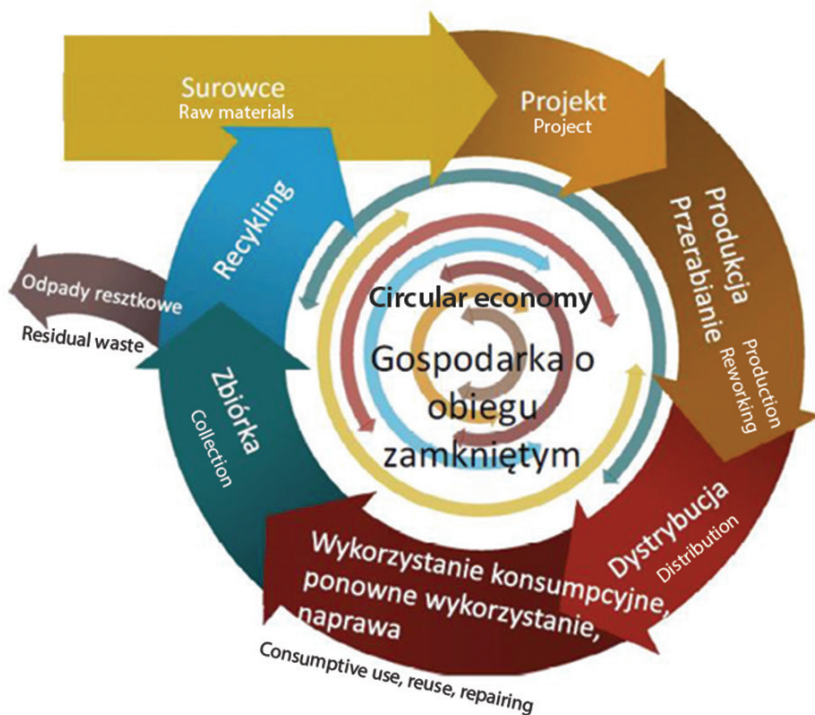 Surowce
Raw materials
Projekt
Project
Produkcja
Przerabianie
Production
Reworking
Dystrybucja
Distribution
Wykorzystanie konsumpcyjne,
ponowne wykorzystanie,
naprawa
Consumptive use, reuse, repairing
Zbiórka
Collection
Recykling
Odpady resztkowe
Residual waste
Circular economy
Gospodarka o
obiegu
zamkniętym